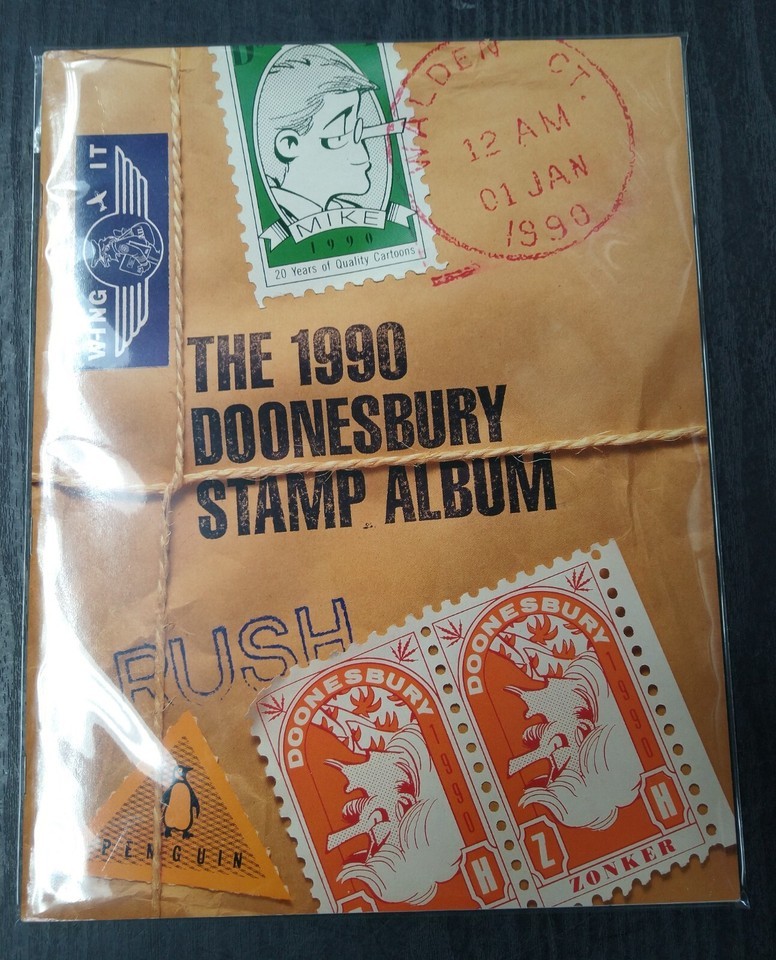 WALDEN CT.
12 AM
01 JAN
1990
MIKE
1990
20 Years of Quality Cartoons
WING IT
THE 1990
DOONESBURY
STAMP ALBUM
RUSH
DOONESBURY
1990
H
DOONESBURY
1990
Z H
ZONKER
PENGUIN